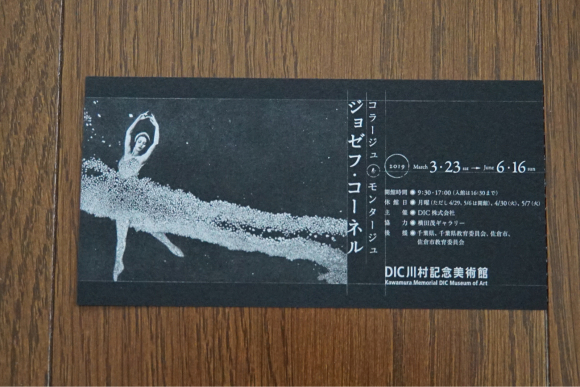 コラージュ&モンタージュ
ジョゼフ・コーネル
2019 March 3・23 sat → June 6・16 sun
開館時間 ◉ 9:30-17:00(入館は16:30まで)
休館日 ◉ 月曜(ただし4/29、5/6は開館)、4/30(火)、5/7(火)
主催 ◉ DIC株式会社
協力 ◉ 横田茂ギャラリー
後援 ◉ 千葉県、千葉県教育委員会、佐倉市、
佐倉市教育委員会
DIC川村記念美術館
Kawamura Memorial DIC Museum of Art